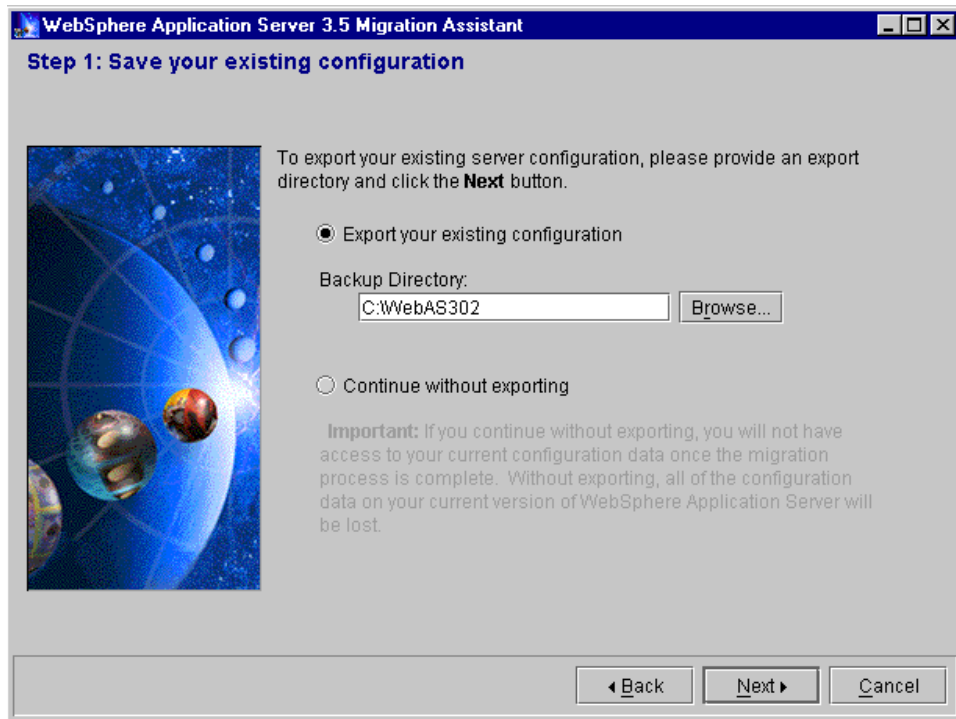 WebSphere Application Server 3.5 Migration Assistant
Step 1: Save your existing configuration
To export your existing server configuration, please provide an export
directory and click the Next button.
Export your existing configuration
Backup Directory:
C:\WebAS302
Browse...
Continue without exporting
Important: If you continue without exporting, you will not have
access to your current configuration data once the migration
process is complete. Without exporting, all of the configuration
data on your current version of WebSphere Application Server will
be lost.
Back
Next
Cancel